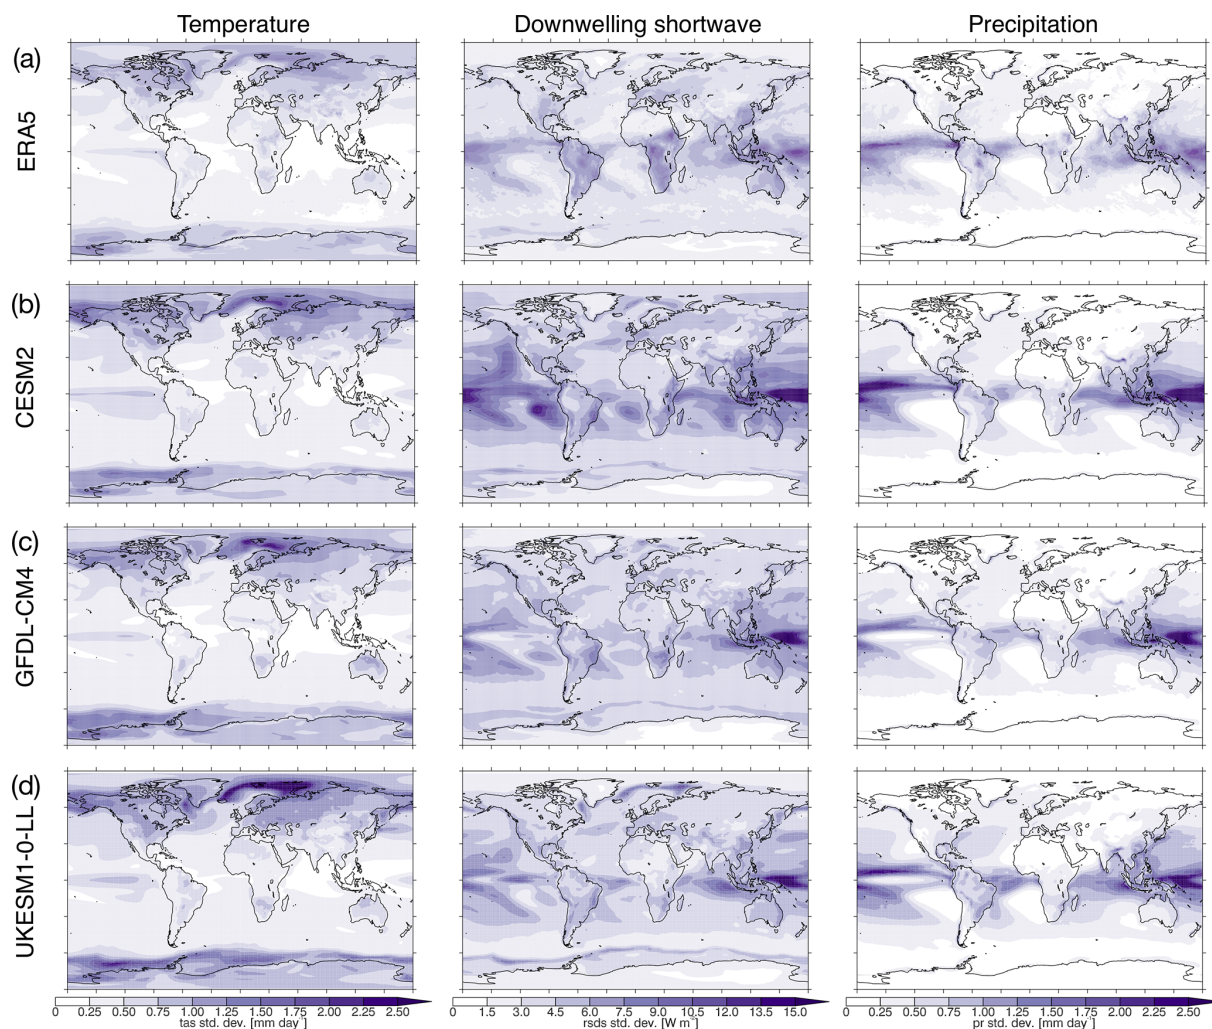 Temperature Downwelling shortwave Precipitation
(a)
ERA5
(b)
CESM2
(c)
GFDL-CM4
(d)
UKESM1-0-LL
0 0.25 0.50 0.75 1.00 1.25 1.50 1.75 2.00 2.25 2.50
tas std. dev. [mm day⁻¹]
0 1.5 3.0 4.5 6.0 7.5 9.0 10.5 12.0 13.5 15.0
rsds std. dev. [W m⁻²]
0 0.25 0.50 0.75 1.00 1.25 1.50 1.75 2.00 2.25 2.50
pr std. dev. [mm day⁻¹]